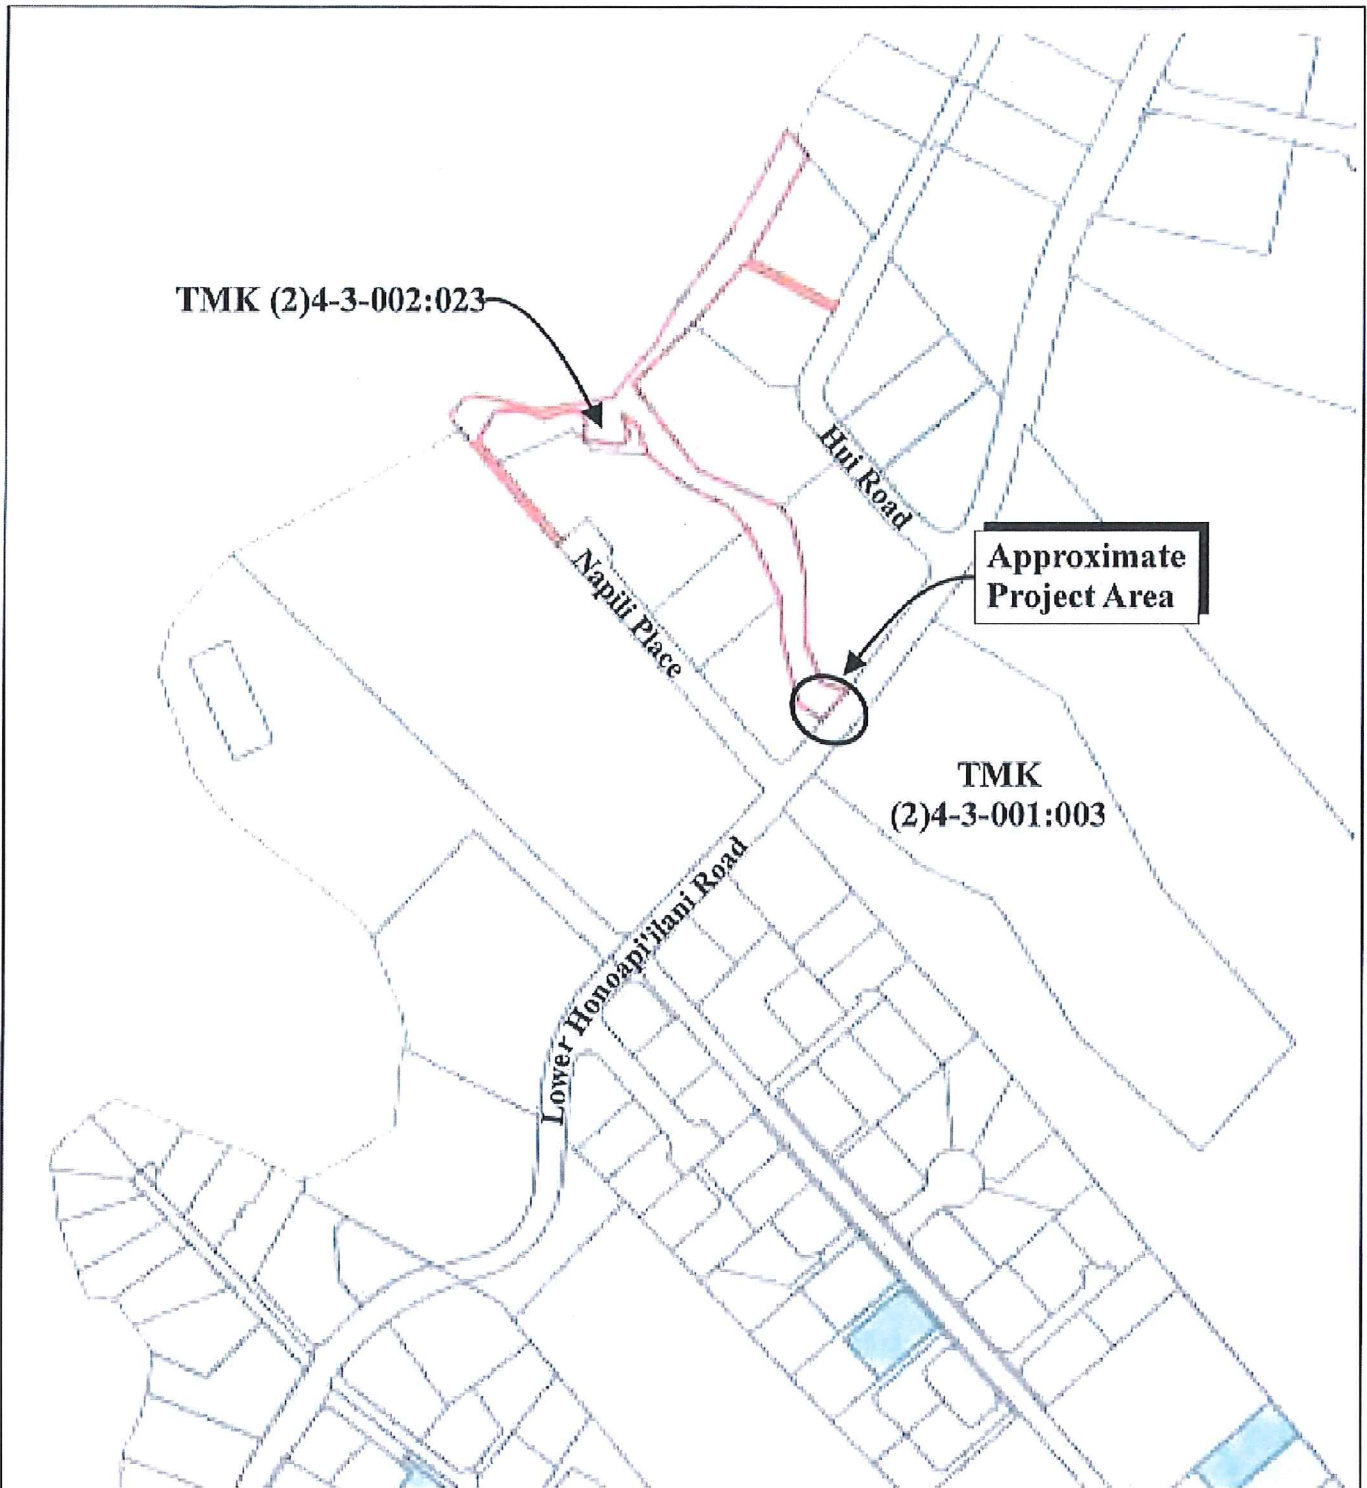 TMK (2)4-3-002:023
Hui Road
Approximate
Project Area
Napili Place
TMK
(2)4-3-001:003
Lower Honoapi'ilani Road